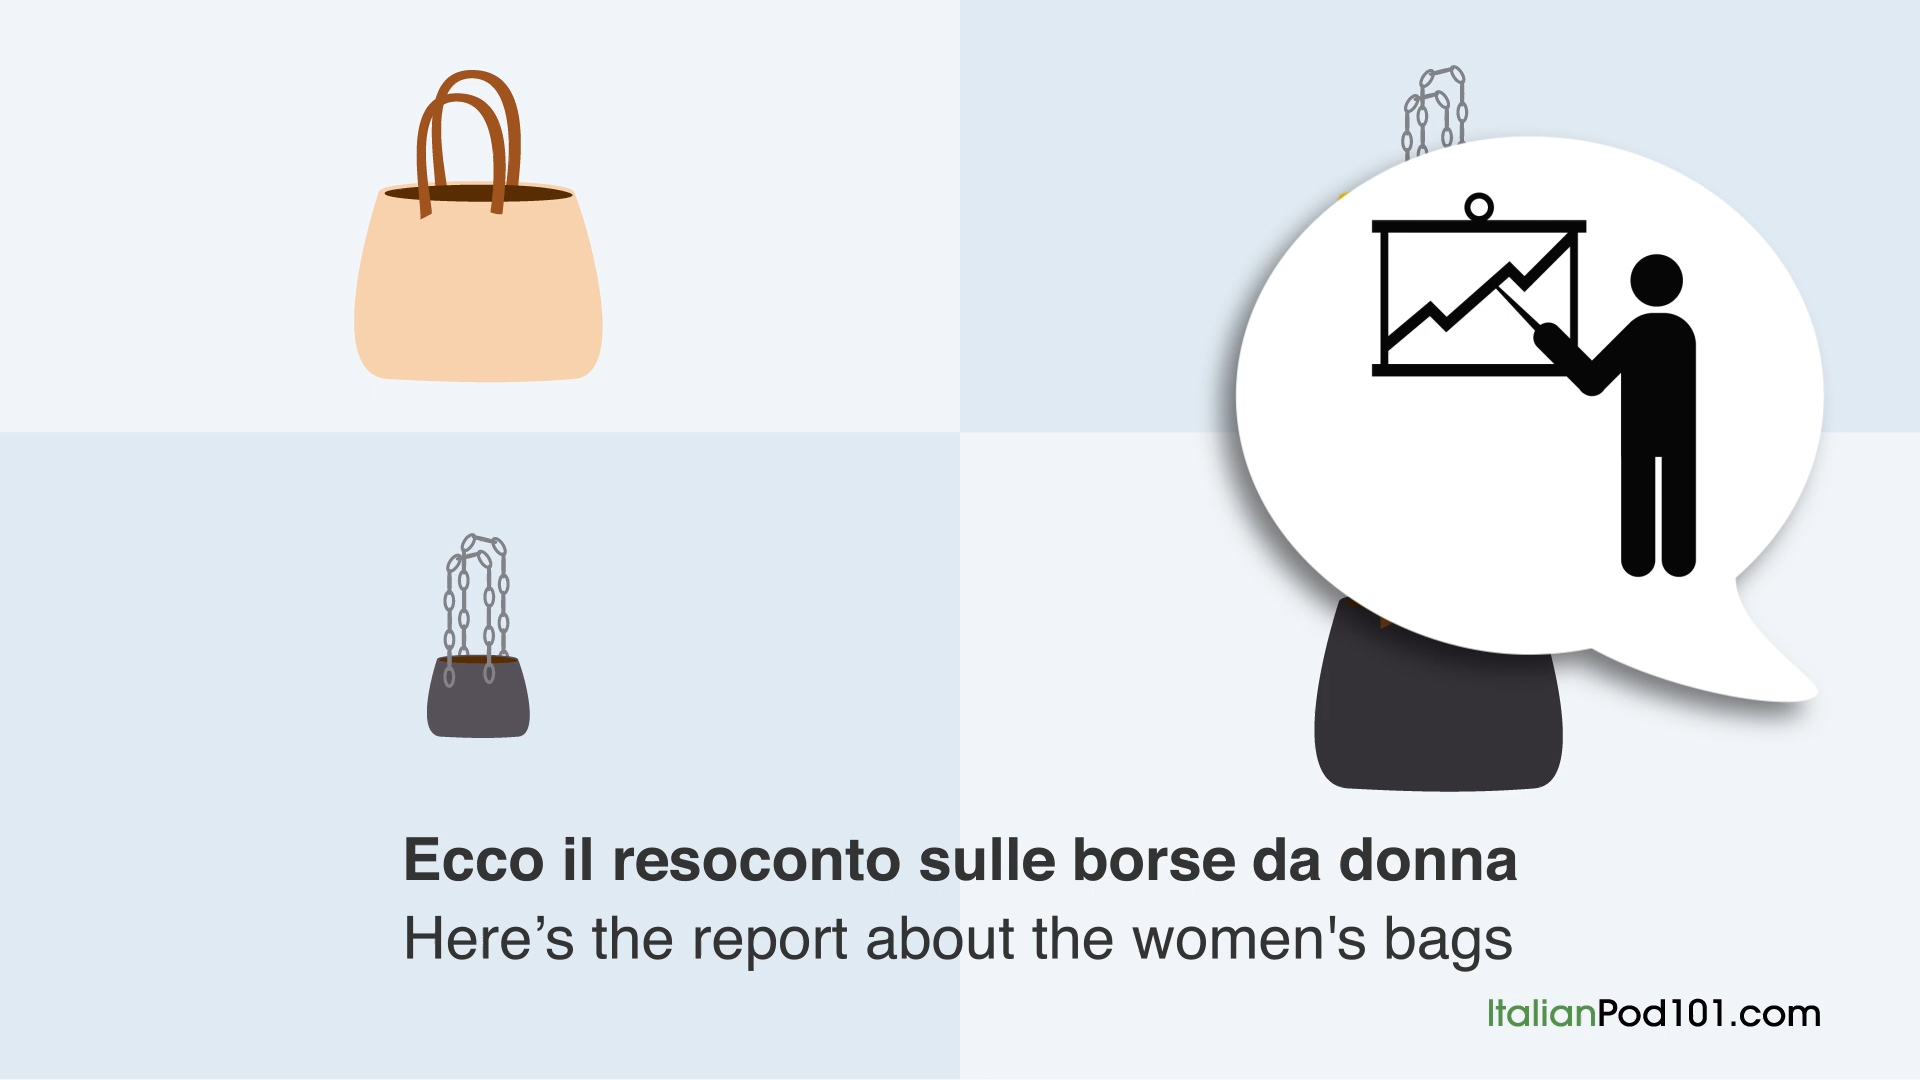 Ecco il resoconto sulle borse da donna
Here’s the report about the women's bags
ItalianPod101.com